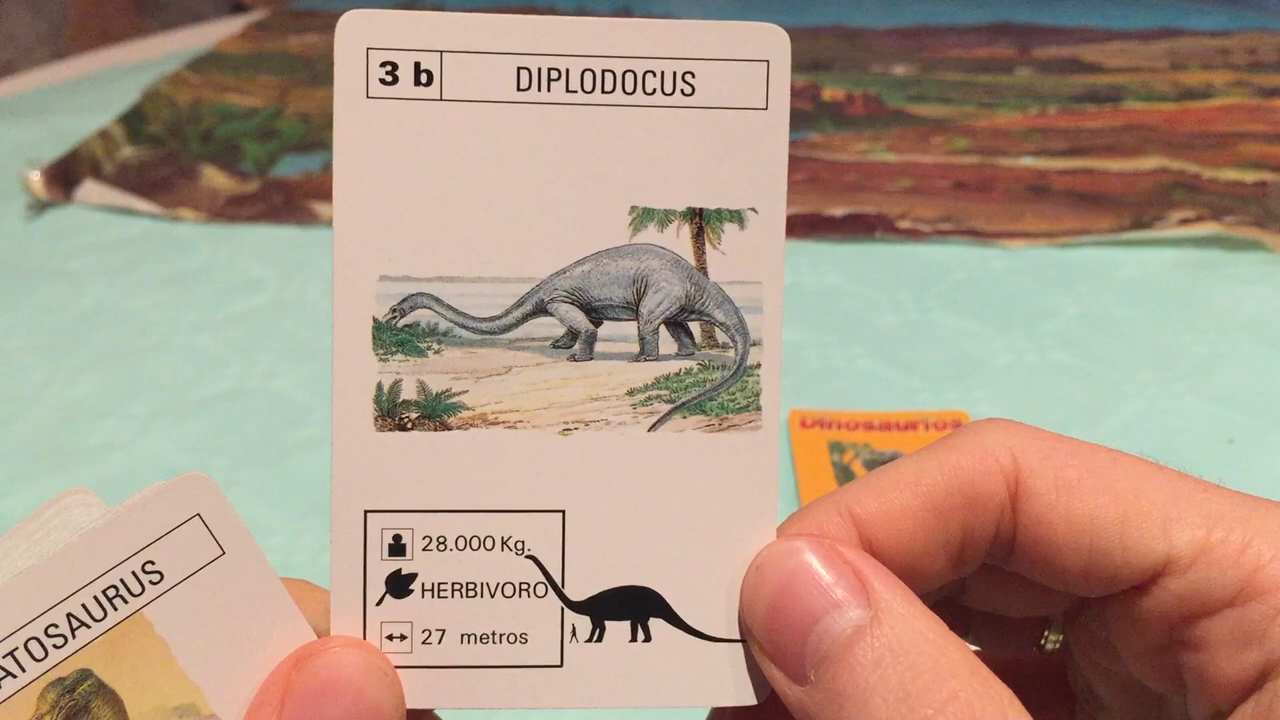 3 b
DIPLODOCUS
28.000 Kg.
HERBIVORO
27 metros
ATOSAURUS
Dinosaurios